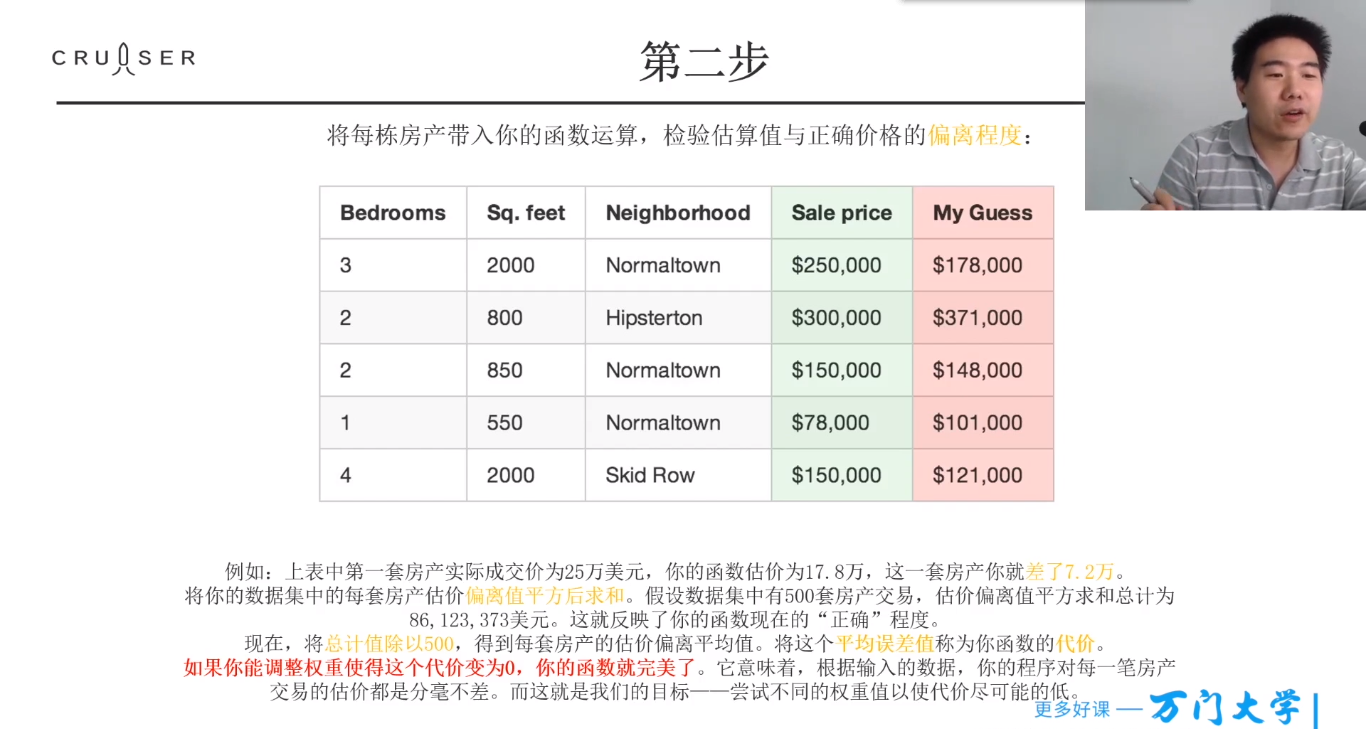 CRUISER
第二步
将每栋房产带入你的函数运算，检验估算值与正确价格的偏离程度：
Bedrooms Sq. feet Neighborhood Sale price My Guess
3 2000 Normaltown $250,000 $178,000
2 800 Hipsterton $300,000 $371,000
2 850 Normaltown $150,000 $148,000
1 550 Normaltown $78,000 $101,000
4 2000 Skid Row $150,000 $121,000
例如：上表中第一套房产实际成交价为25万美元，你的函数估价为17.8万，这一套房产你就差了7.2万。
将你的数据集中的每套房产估价偏离值平方后求和。假设数据集中有500套房产交易，估价偏离值平方求和总计为
86,123,373美元。这就反映了你的函数现在的“正确”程度。
现在，将总计值除以500，得到每套房产的估价偏离平均值。将这个平均误差值称为你函数的代价。
如果你能调整权重使得这个代价变为0，你的函数就完美了。它意味着，根据输入的数据，你的程序对每一笔房产
交易的估价都是分毫不差。而这就是我们的目标——尝试不同的权重值以使代价尽可能的低。
更多好课 — 万门大学